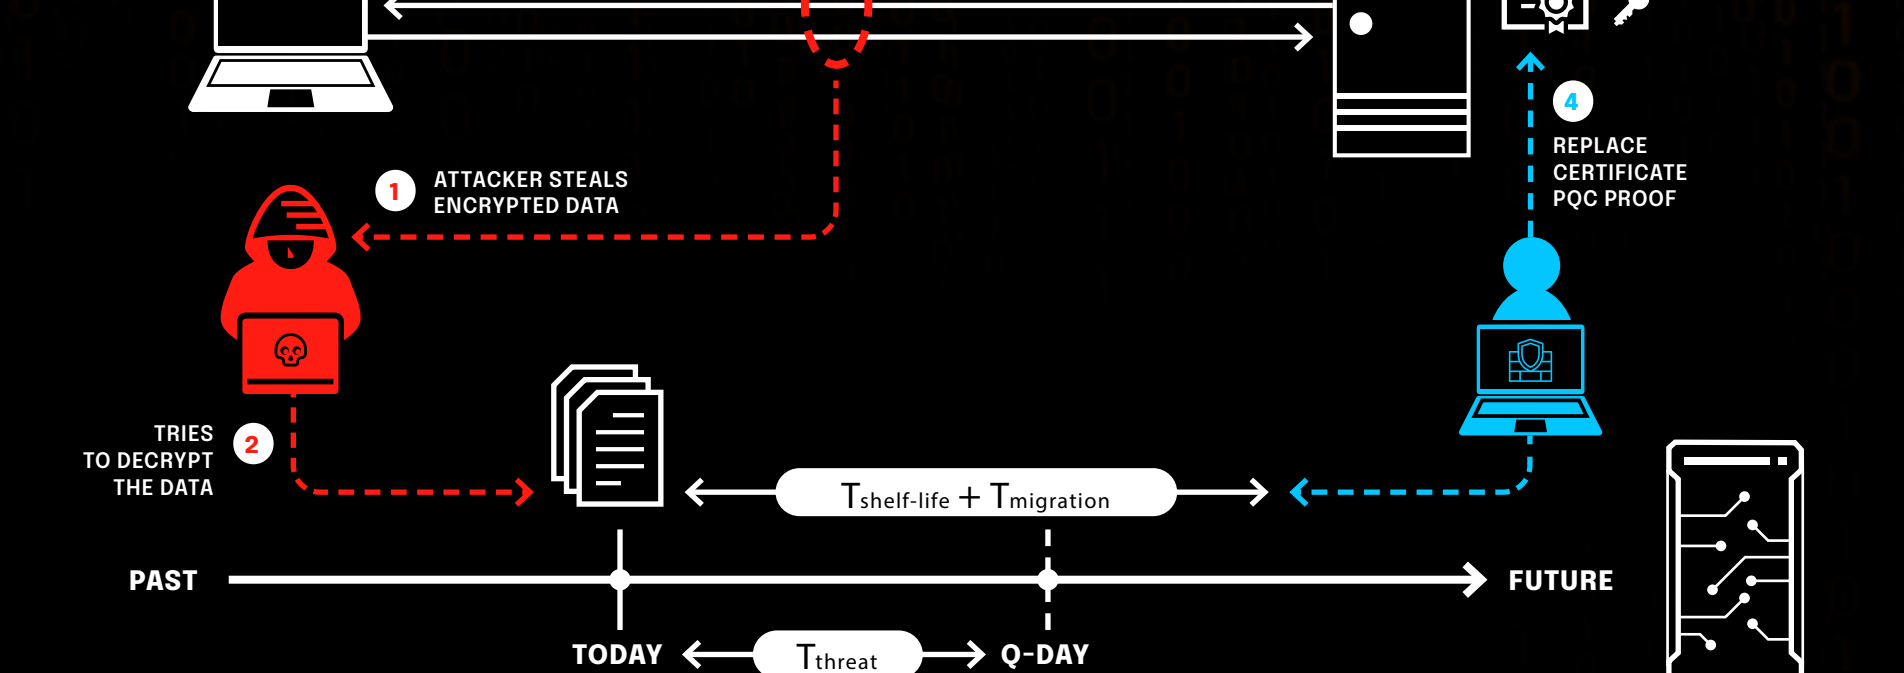 4
REPLACE
CERTIFICATE
PQC PROOF
1
ATTACKER STEALS
ENCRYPTED DATA
2
TRIES
TO DECRYPT
THE DATA
Tshelf-life + Tmigration
PAST
FUTURE
TODAY
Tthreat
Q-DAY